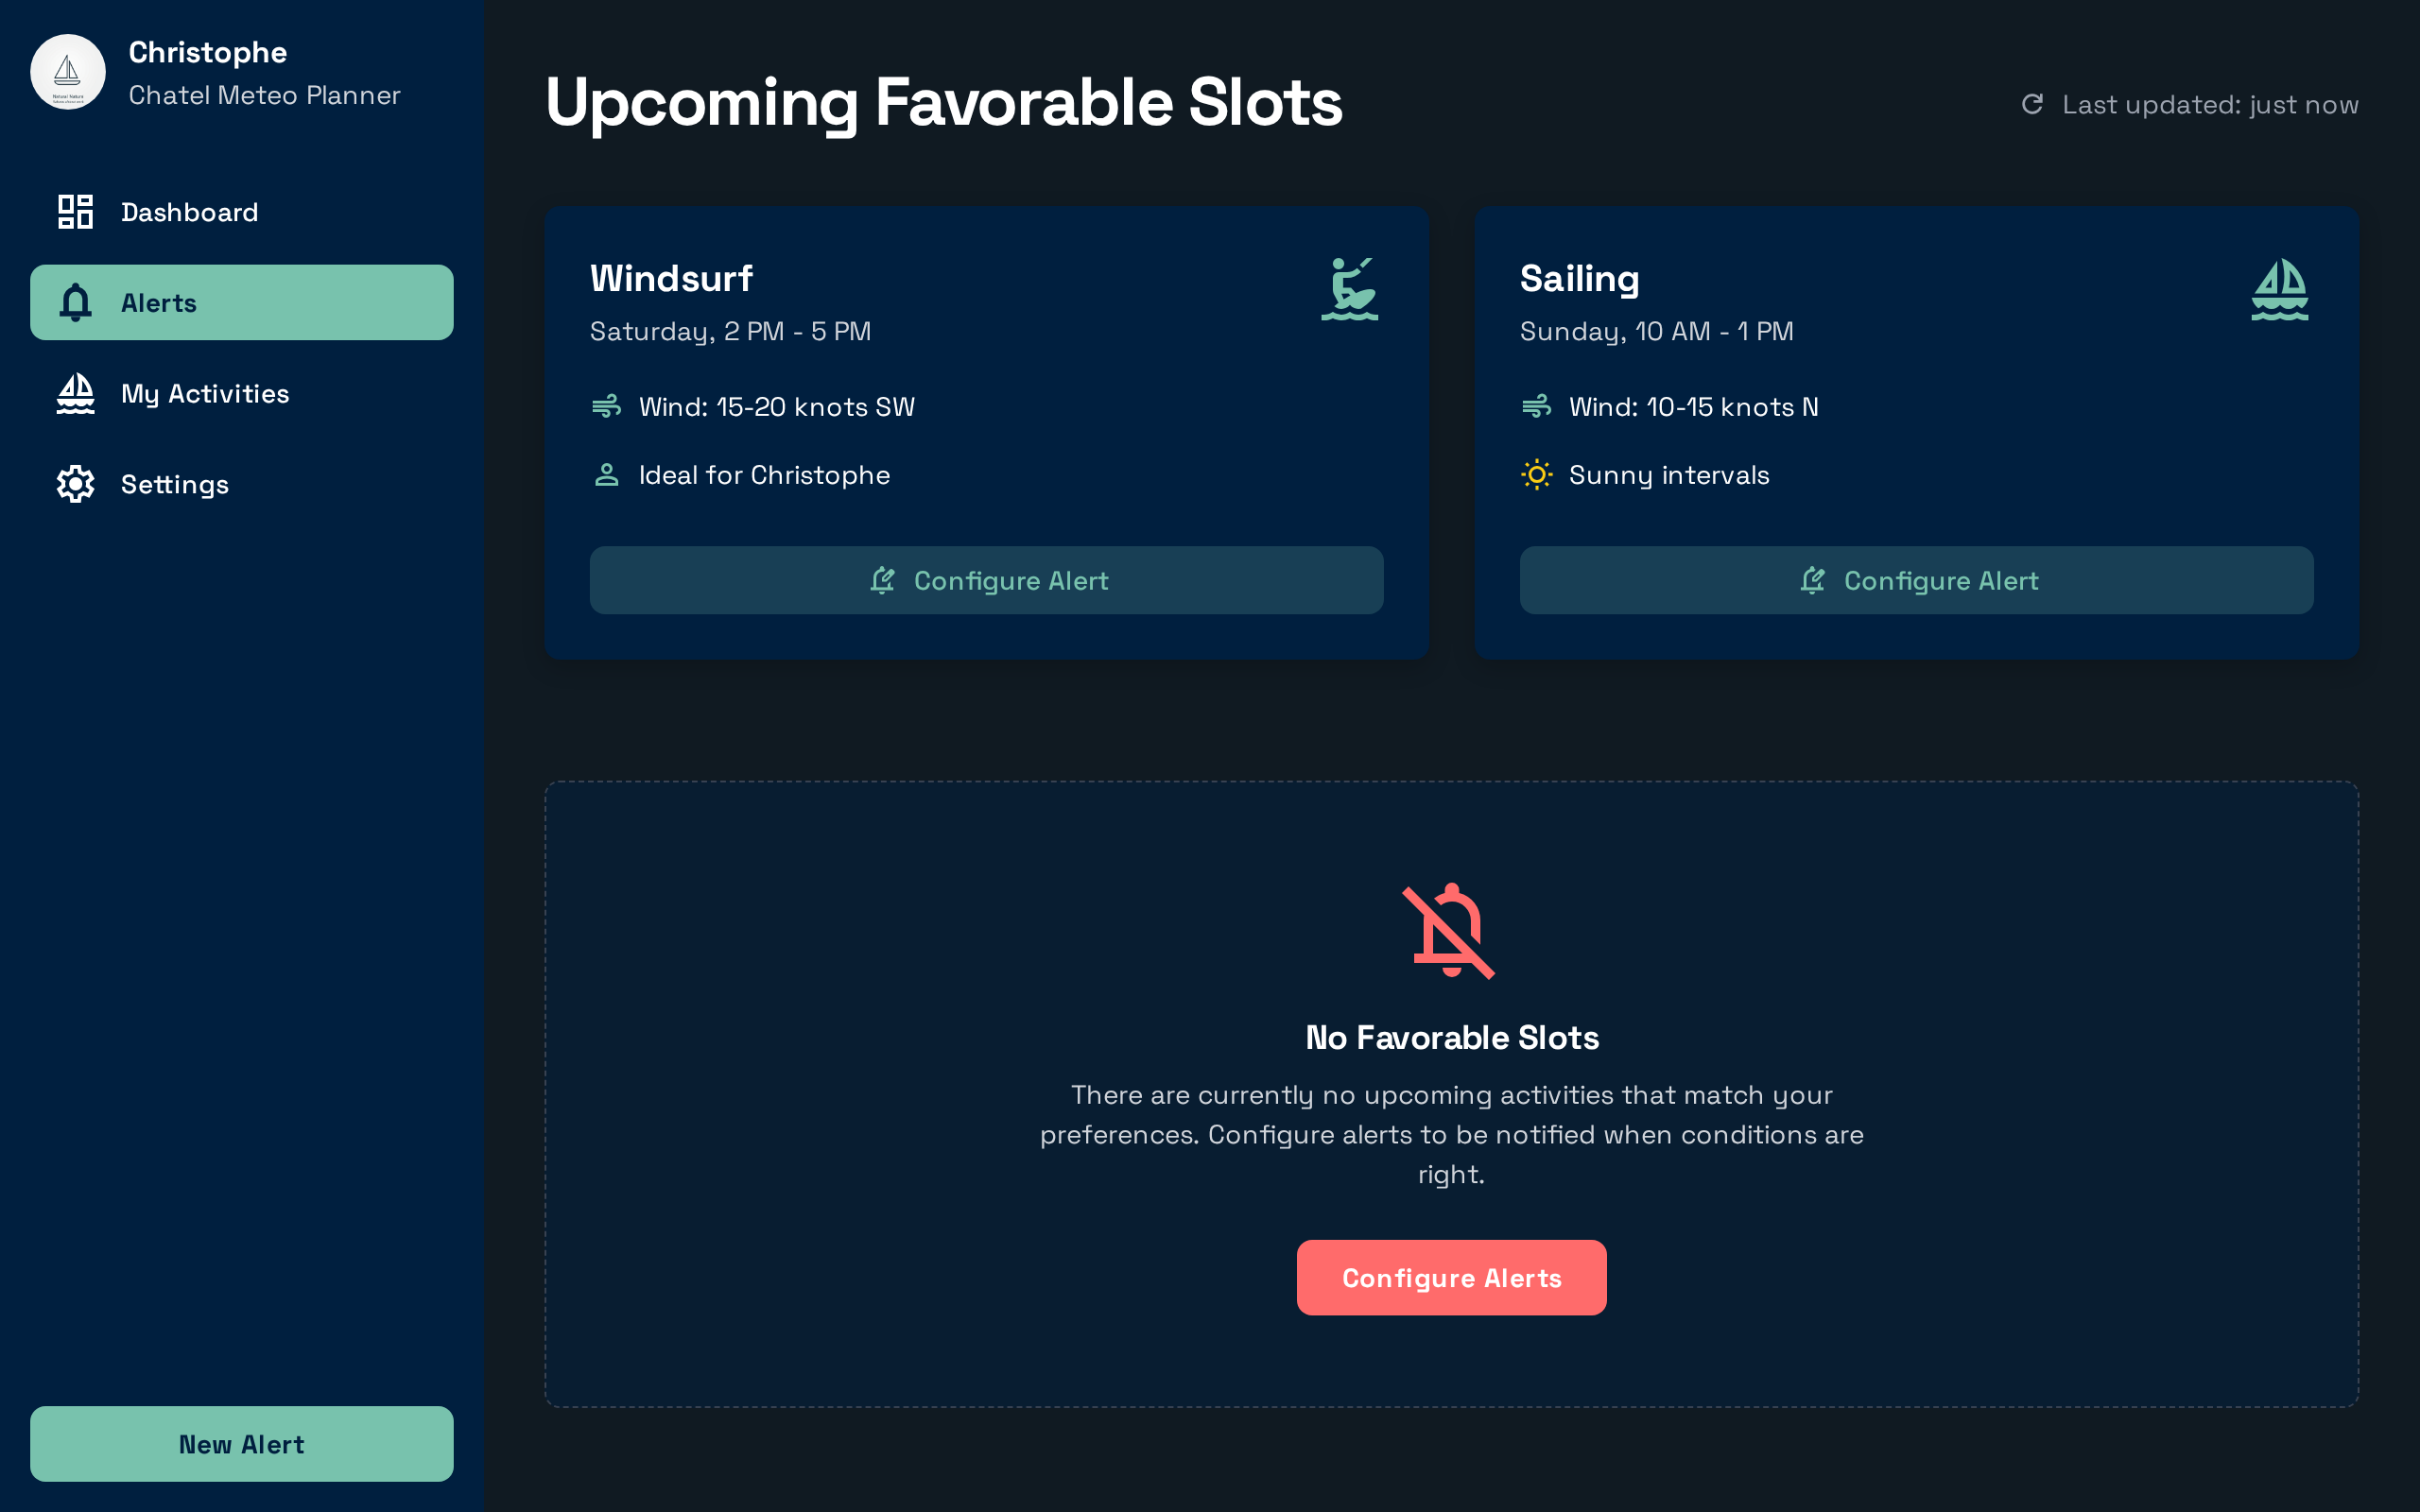 Christophe
Chatel Meteo Planner
Dashboard
Alerts
My Activities
Settings
New Alert
Upcoming Favorable Slots
Last updated: just now
Windsurf
Saturday, 2 PM - 5 PM
Wind: 15-20 knots SW
Ideal for Christophe
Configure Alert
Sailing
Sunday, 10 AM - 1 PM
Wind: 10-15 knots N
Sunny intervals
Configure Alert
No Favorable Slots
There are currently no upcoming activities that match your
preferences. Configure alerts to be notified when conditions are
right.
Configure Alerts